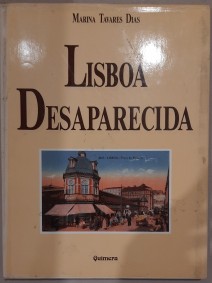 MARINA TAVARES DIAS
LISBOA
DESAPARECIDA
Quimera